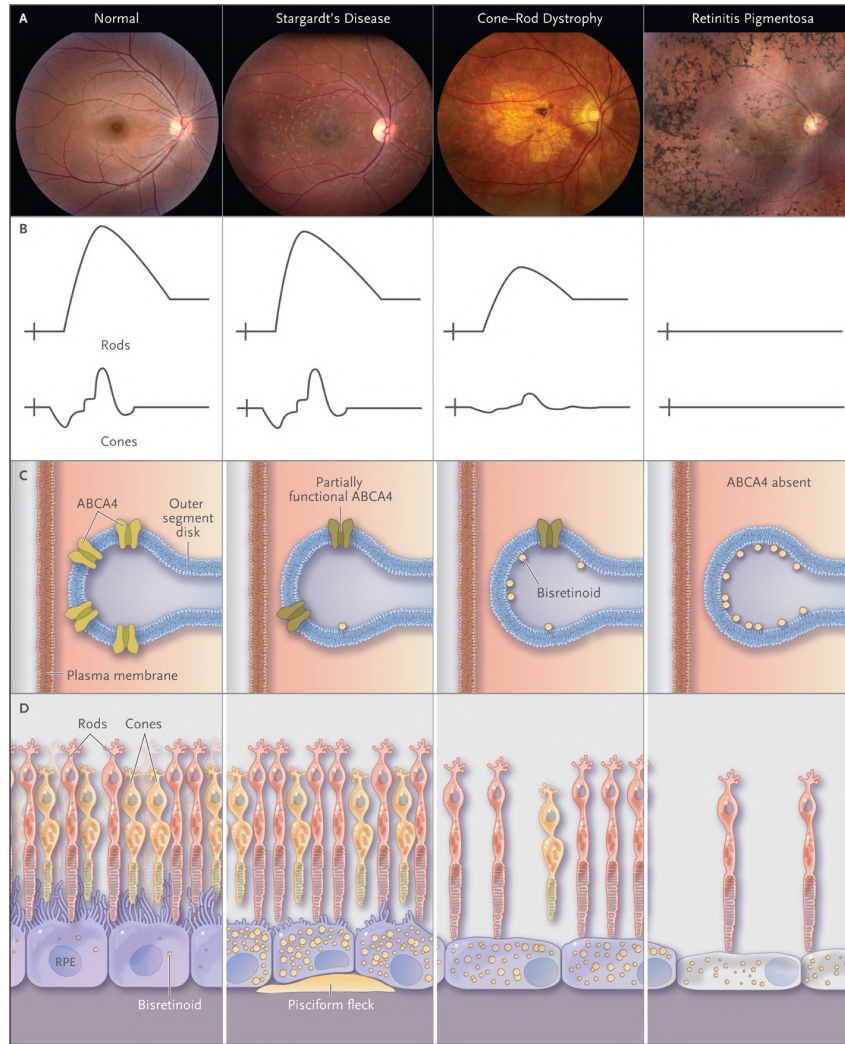 A
Normal
Stargardt’s Disease
Cone–Rod Dystrophy
Retinitis Pigmentosa
B
Rods
Cones
C
ABCA4
Outer
segment
disk
Plasma membrane
Partially
functional ABCA4
Bisretinoid
ABCA4 absent
D
Rods
Cones
RPE
Bisretinoid
Pisciform fleck